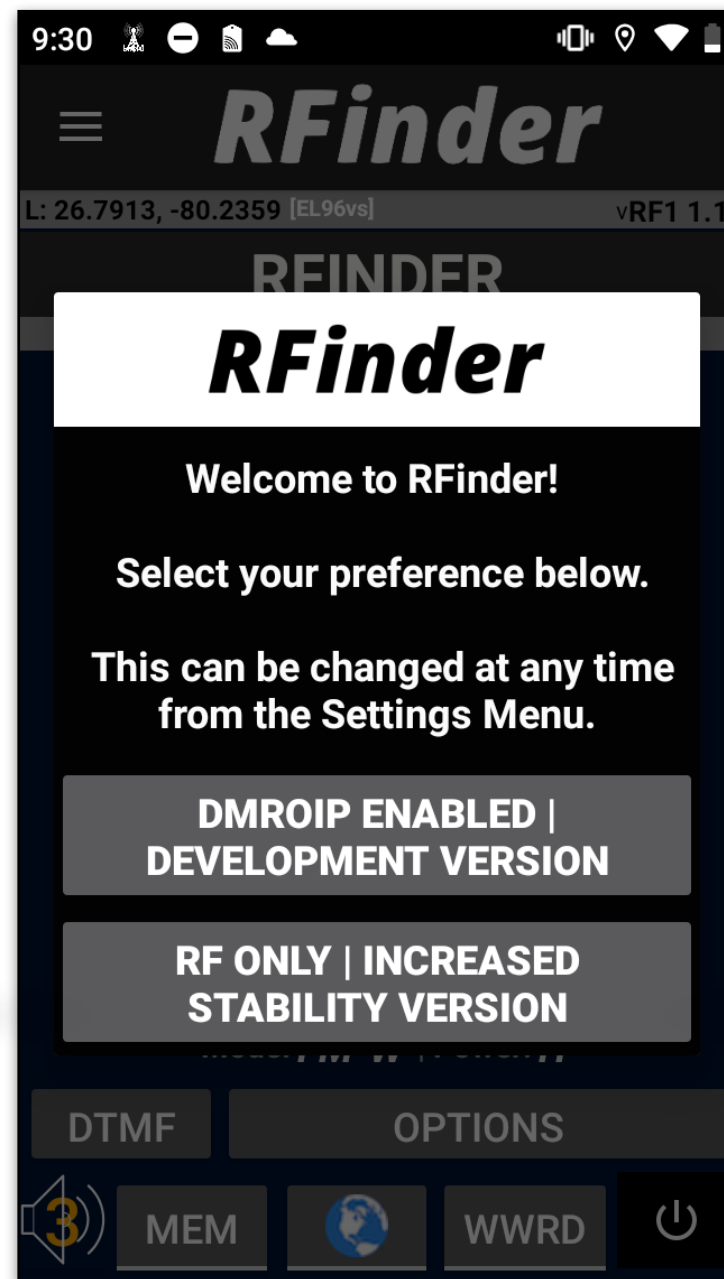 9:30
RFinder
L: 26.7913, -80.2359 [EL96vs]
vRF1 1.1
RFINDER
RFinder
Welcome to RFinder!
Select your preference below.
This can be changed at any time
from the Settings Menu.
DMROIP ENABLED |
DEVELOPMENT VERSION
RF ONLY | INCREASED
STABILITY VERSION
DTMF
OPTIONS
3
MEM
WWRD